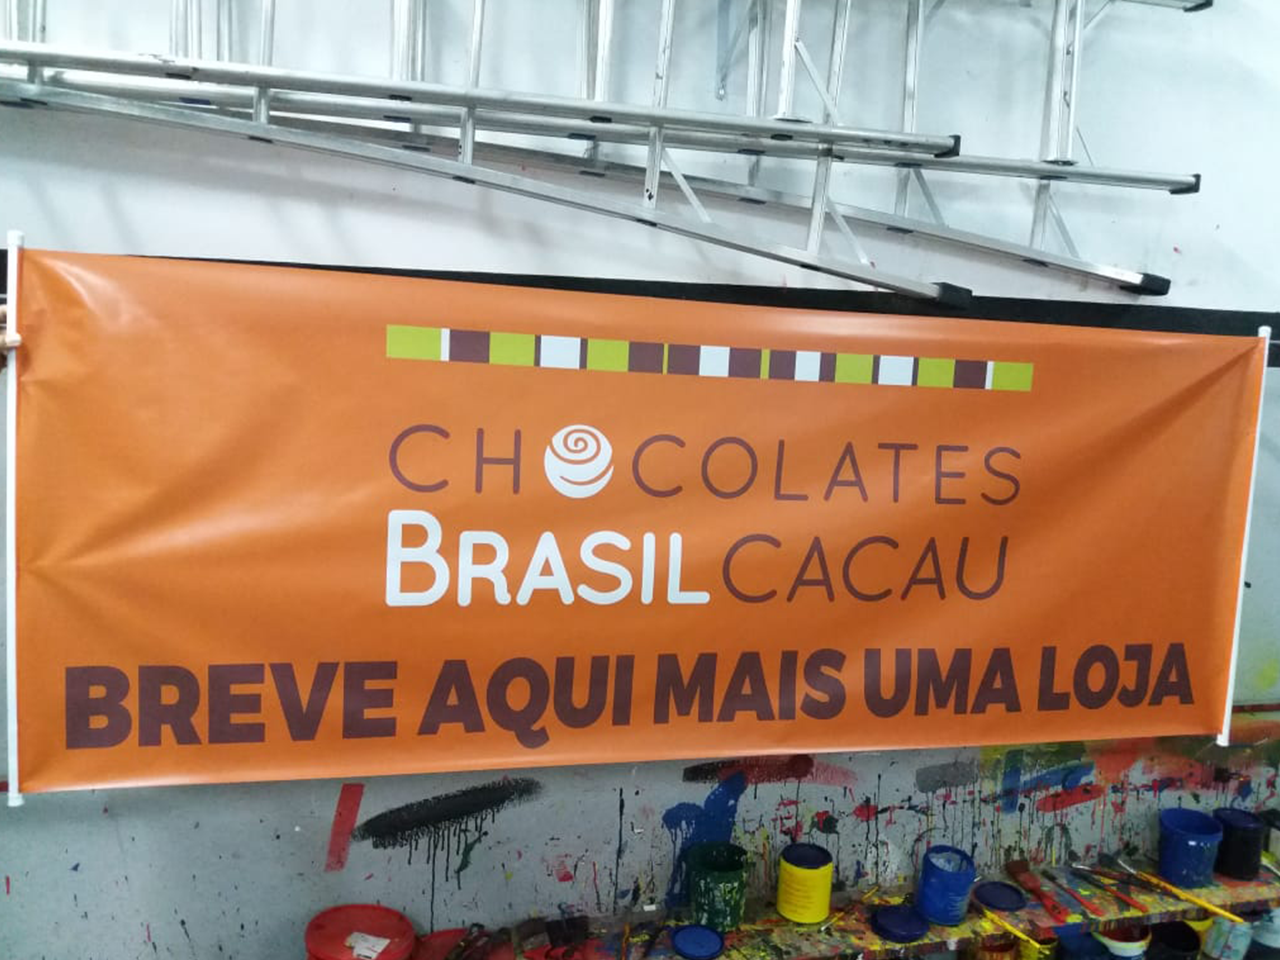 CHOCOLATES
BRASIL CACAU
BREVE AQUI MAIS UMA LOJA